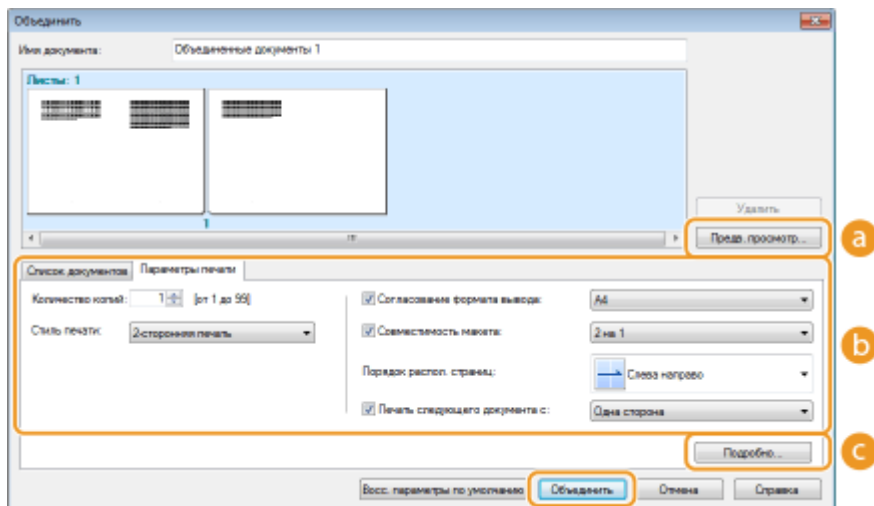 Объединить
Имя документа: Объединенные документы 1
Листы: 1
1
Удалить
Предв. просмотр...
a
Список документов Параметры печати
Количество копий: 1 [от 1 до 99]
Стиль печати: 2-сторонняя печать
Согласование формата вывода: A4
Совместимость макета: 2 на 1
Порядок распол. страниц: Слева направо
Печать следующего документа с: Одна сторона
b
Подробно...
c
Восс. параметры по умолчанию Объединить Отмена Справка